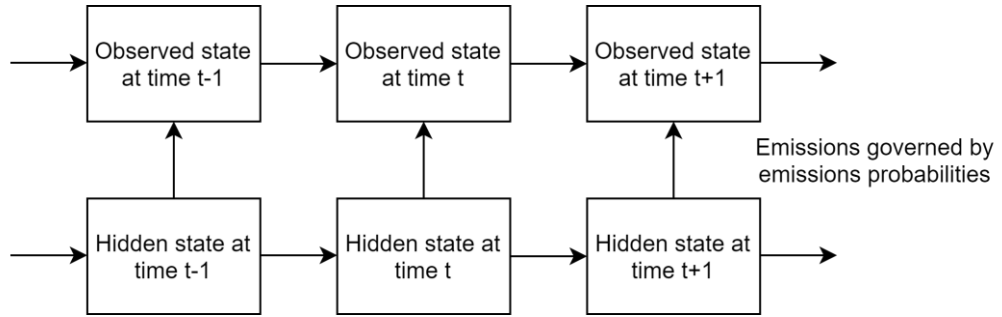 Observed state
at time t-1
Observed state
at time t
Observed state
at time t+1
Emissions governed by
emissions probabilities
Hidden state at
time t-1
Hidden state at
time t
Hidden state at
time t+1